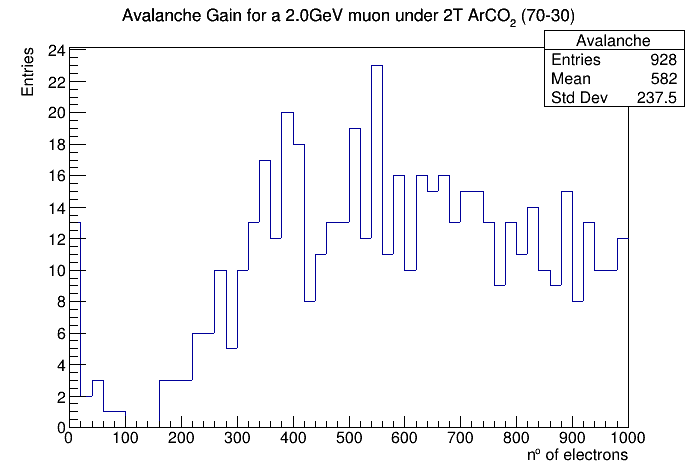 Avalanche Gain for a 2.0GeV muon under 2T ArCO₂ (70-30)
Avalanche
Entries 928
Mean 582
Std Dev 237.5
Entries
24
22
20
18
16
14
12
10
8
6
4
2
0
0 100 200 300 400 500 600 700 800 900 1000
nº of electrons